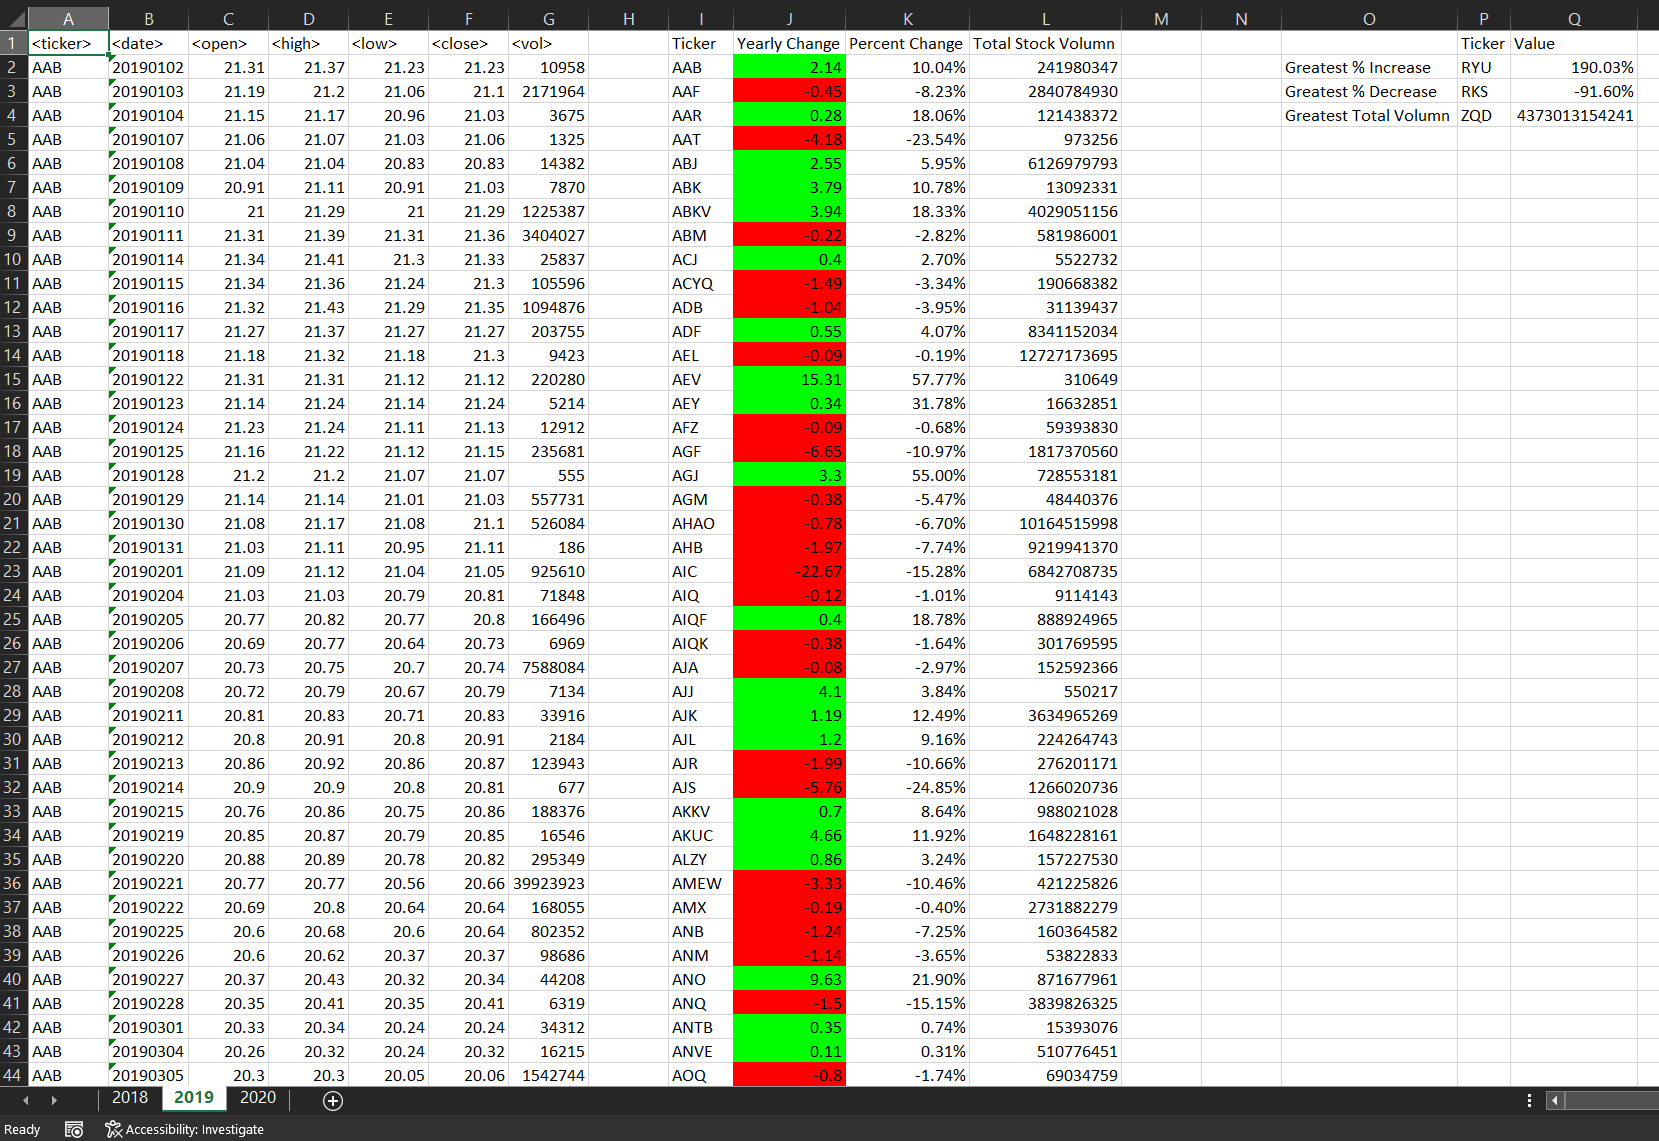 A B C D E F G H I J K L M N O P Q
1 <ticker> <date> <open> <high> <low> <close> <vol> Ticker Yearly Change Percent Change Total Stock Volumn Ticker Value
2 AAB 20190102 21.31 21.37 21.23 21.23 10958 AAB 2.14 10.04% 241980347 Greatest % Increase RYU 190.03%
3 AAB 20190103 21.19 21.2 21.06 21.1 2171964 AAF -0.45 -8.23% 2840784930 Greatest % Decrease RKS -91.60%
4 AAB 20190104 21.15 21.17 20.96 21.03 3675 AAR 0.28 18.06% 121438372 Greatest Total Volumn ZQD 4373013154241
5 AAB 20190107 21.06 21.07 21.03 21.06 1325 AAT -4.18 -23.54% 973256
6 AAB 20190108 21.04 21.04 20.83 20.83 14382 ABJ 2.55 5.95% 6126979793
7 AAB 20190109 20.91 21.11 20.91 21.03 7870 ABK 3.79 10.78% 13092331
8 AAB 20190110 21 21.29 21 21.29 1225387 ABKV 3.94 18.33% 4029051156
9 AAB 20190111 21.31 21.39 21.31 21.36 3404027 ABM -0.22 -2.82% 581986001
10 AAB 20190114 21.34 21.41 21.3 21.33 25837 ACJ 0.4 2.70% 5522732
11 AAB 20190115 21.34 21.36 21.24 21.3 105596 ACYQ -1.49 -3.34% 190668382
12 AAB 20190116 21.32 21.43 21.29 21.35 1094876 ADB -1.04 -3.95% 31139437
13 AAB 20190117 21.27 21.37 21.27 21.27 203755 ADF 0.55 4.07% 8341152034
14 AAB 20190118 21.18 21.32 21.18 21.3 9423 AEL -0.09 -0.19% 12727173695
15 AAB 20190122 21.31 21.31 21.12 21.12 220280 AEV 15.31 57.77% 310649
16 AAB 20190123 21.14 21.24 21.14 21.24 5214 AEY 0.34 31.78% 16632851
17 AAB 20190124 21.23 21.24 21.11 21.13 12912 AFZ -0.09 -0.68% 59393830
18 AAB 20190125 21.16 21.22 21.12 21.15 235681 AGF -6.65 -10.97% 1817370560
19 AAB 20190128 21.2 21.2 21.07 21.07 555 AGJ 3.3 55.00% 728553181
20 AAB 20190129 21.14 21.14 21.01 21.03 557731 AGM -0.38 -5.47% 48440376
21 AAB 20190130 21.08 21.17 21.08 21.1 526084 AHAO -0.78 -6.70% 10164515998
22 AAB 20190131 21.03 21.11 20.95 21.11 186 AHB -1.97 -7.74% 9219941370
23 AAB 20190201 21.09 21.12 21.04 21.05 925610 AIC -22.67 -15.28% 6842708735
24 AAB 20190204 21.03 21.03 20.79 20.81 71848 AIQ -0.12 -1.01% 9114143
25 AAB 20190205 20.77 20.82 20.77 20.8 166496 AIQF 0.4 18.78% 888924965
26 AAB 20190206 20.69 20.77 20.64 20.73 6969 AIQK -0.38 -1.64% 301769595
27 AAB 20190207 20.73 20.75 20.7 20.74 7588084 AJA -0.08 -2.97% 152592366
28 AAB 20190208 20.72 20.79 20.67 20.79 7134 AJJ 4.1 3.84% 550217
29 AAB 20190211 20.81 20.83 20.71 20.83 33916 AJK 1.19 12.49% 3634965269
30 AAB 20190212 20.8 20.91 20.8 20.91 2184 AJL 1.2 9.16% 224264743
31 AAB 20190213 20.86 20.92 20.86 20.87 123943 AJR -1.99 -10.66% 276201171
32 AAB 20190214 20.9 20.9 20.8 20.81 677 AJS -5.76 -24.85% 1266020736
33 AAB 20190215 20.76 20.86 20.75 20.86 188376 AKKV 0.7 8.64% 988021028
34 AAB 20190219 20.85 20.87 20.79 20.85 16546 AKUC 4.66 11.92% 1648228161
35 AAB 20190220 20.88 20.89 20.78 20.82 295349 ALZY 0.86 3.24% 157227530
36 AAB 20190221 20.77 20.77 20.56 20.66 39923923 AMEW -3.33 -10.46% 421225826
37 AAB 20190222 20.69 20.8 20.64 20.64 168055 AMX -0.19 -0.40% 2731882279
38 AAB 20190225 20.6 20.68 20.6 20.64 802352 ANB -1.24 -7.25% 160364582
39 AAB 20190226 20.6 20.62 20.37 20.37 98686 ANM -1.14 -3.65% 53822833
40 AAB 20190227 20.37 20.43 20.32 20.34 44208 ANO 9.63 21.90% 871677961
41 AAB 20190228 20.35 20.41 20.35 20.41 6319 ANQ -1.5 -15.15% 3839826325
42 AAB 20190301 20.33 20.34 20.24 20.24 34312 ANTB 0.35 0.74% 15393076
43 AAB 20190304 20.26 20.32 20.24 20.32 16215 ANVE 0.11 0.31% 510776451
44 AAB 20190305 20.3 20.3 20.05 20.06 1542744 AOQ -0.8 -1.74% 69034759
2018 2019 2020
Ready Accessibility: Investigate